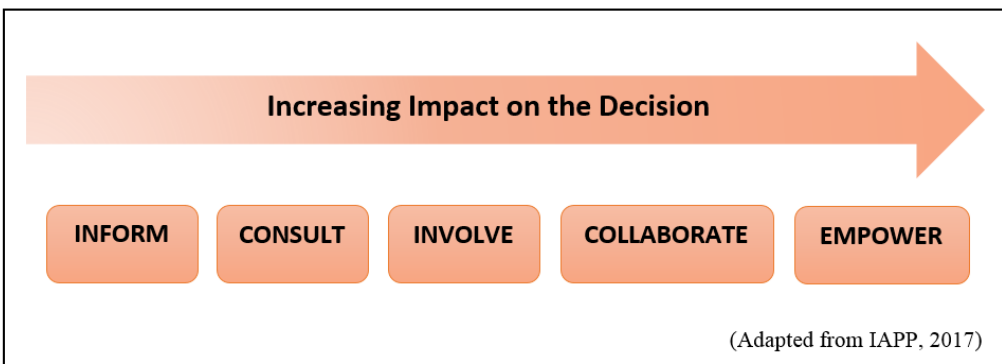 Increasing Impact on the Decision
INFORM CONSULT INVOLVE COLLABORATE EMPOWER
(Adapted from IAPP, 2017)